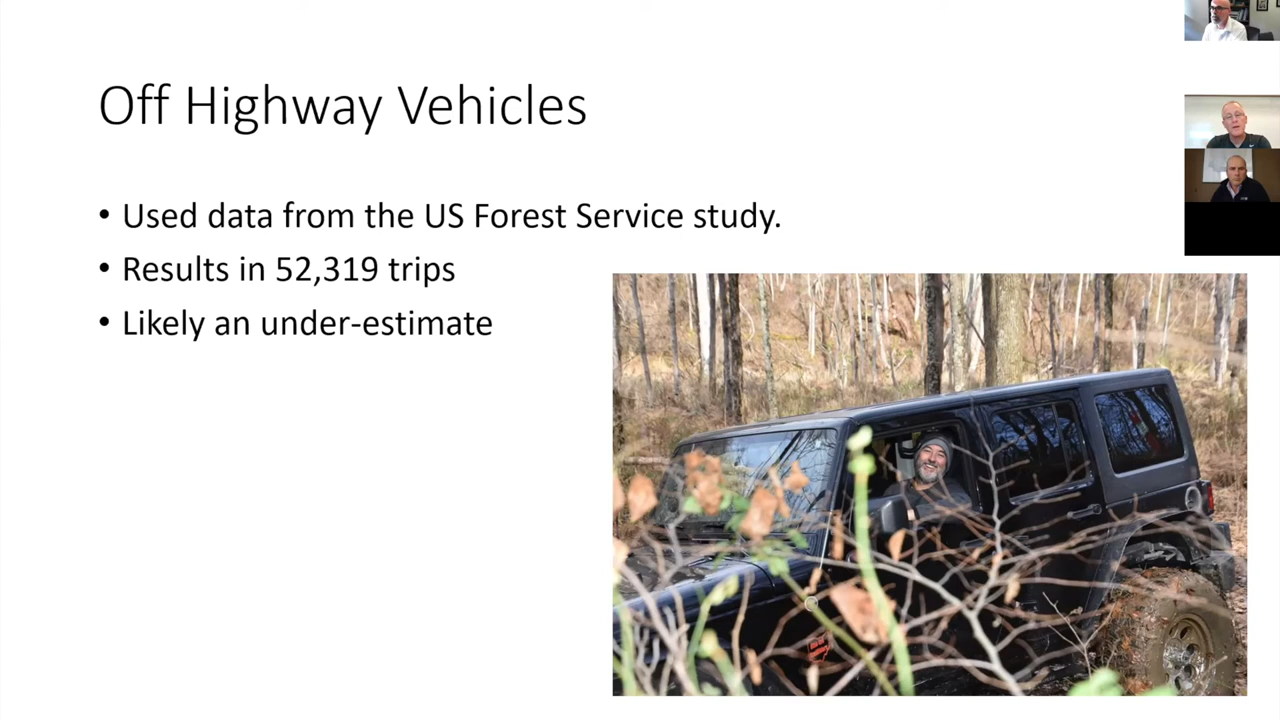 Off Highway Vehicles
• Used data from the US Forest Service study.
• Results in 52,319 trips
• Likely an under-estimate